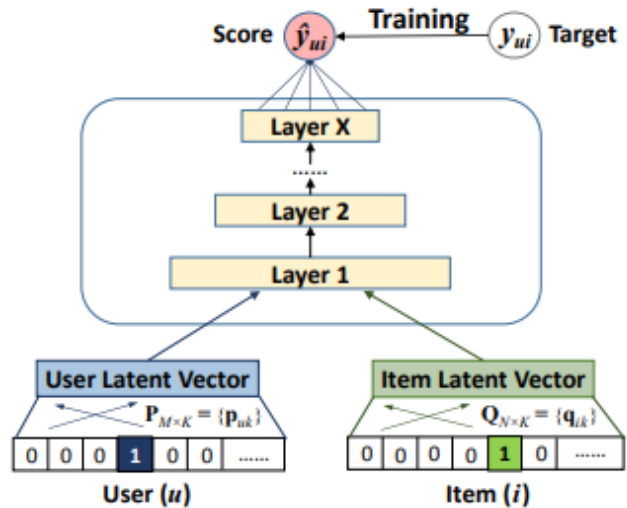 Score ŷui Training yui Target
Layer X
......
Layer 2
Layer 1
User Latent Vector
Item Latent Vector
PM×K = {puk}
QN×K = {qik}
0 0 0 1 0 0 ......
0 0 0 0 1 0 ......
User (u)
Item (i)